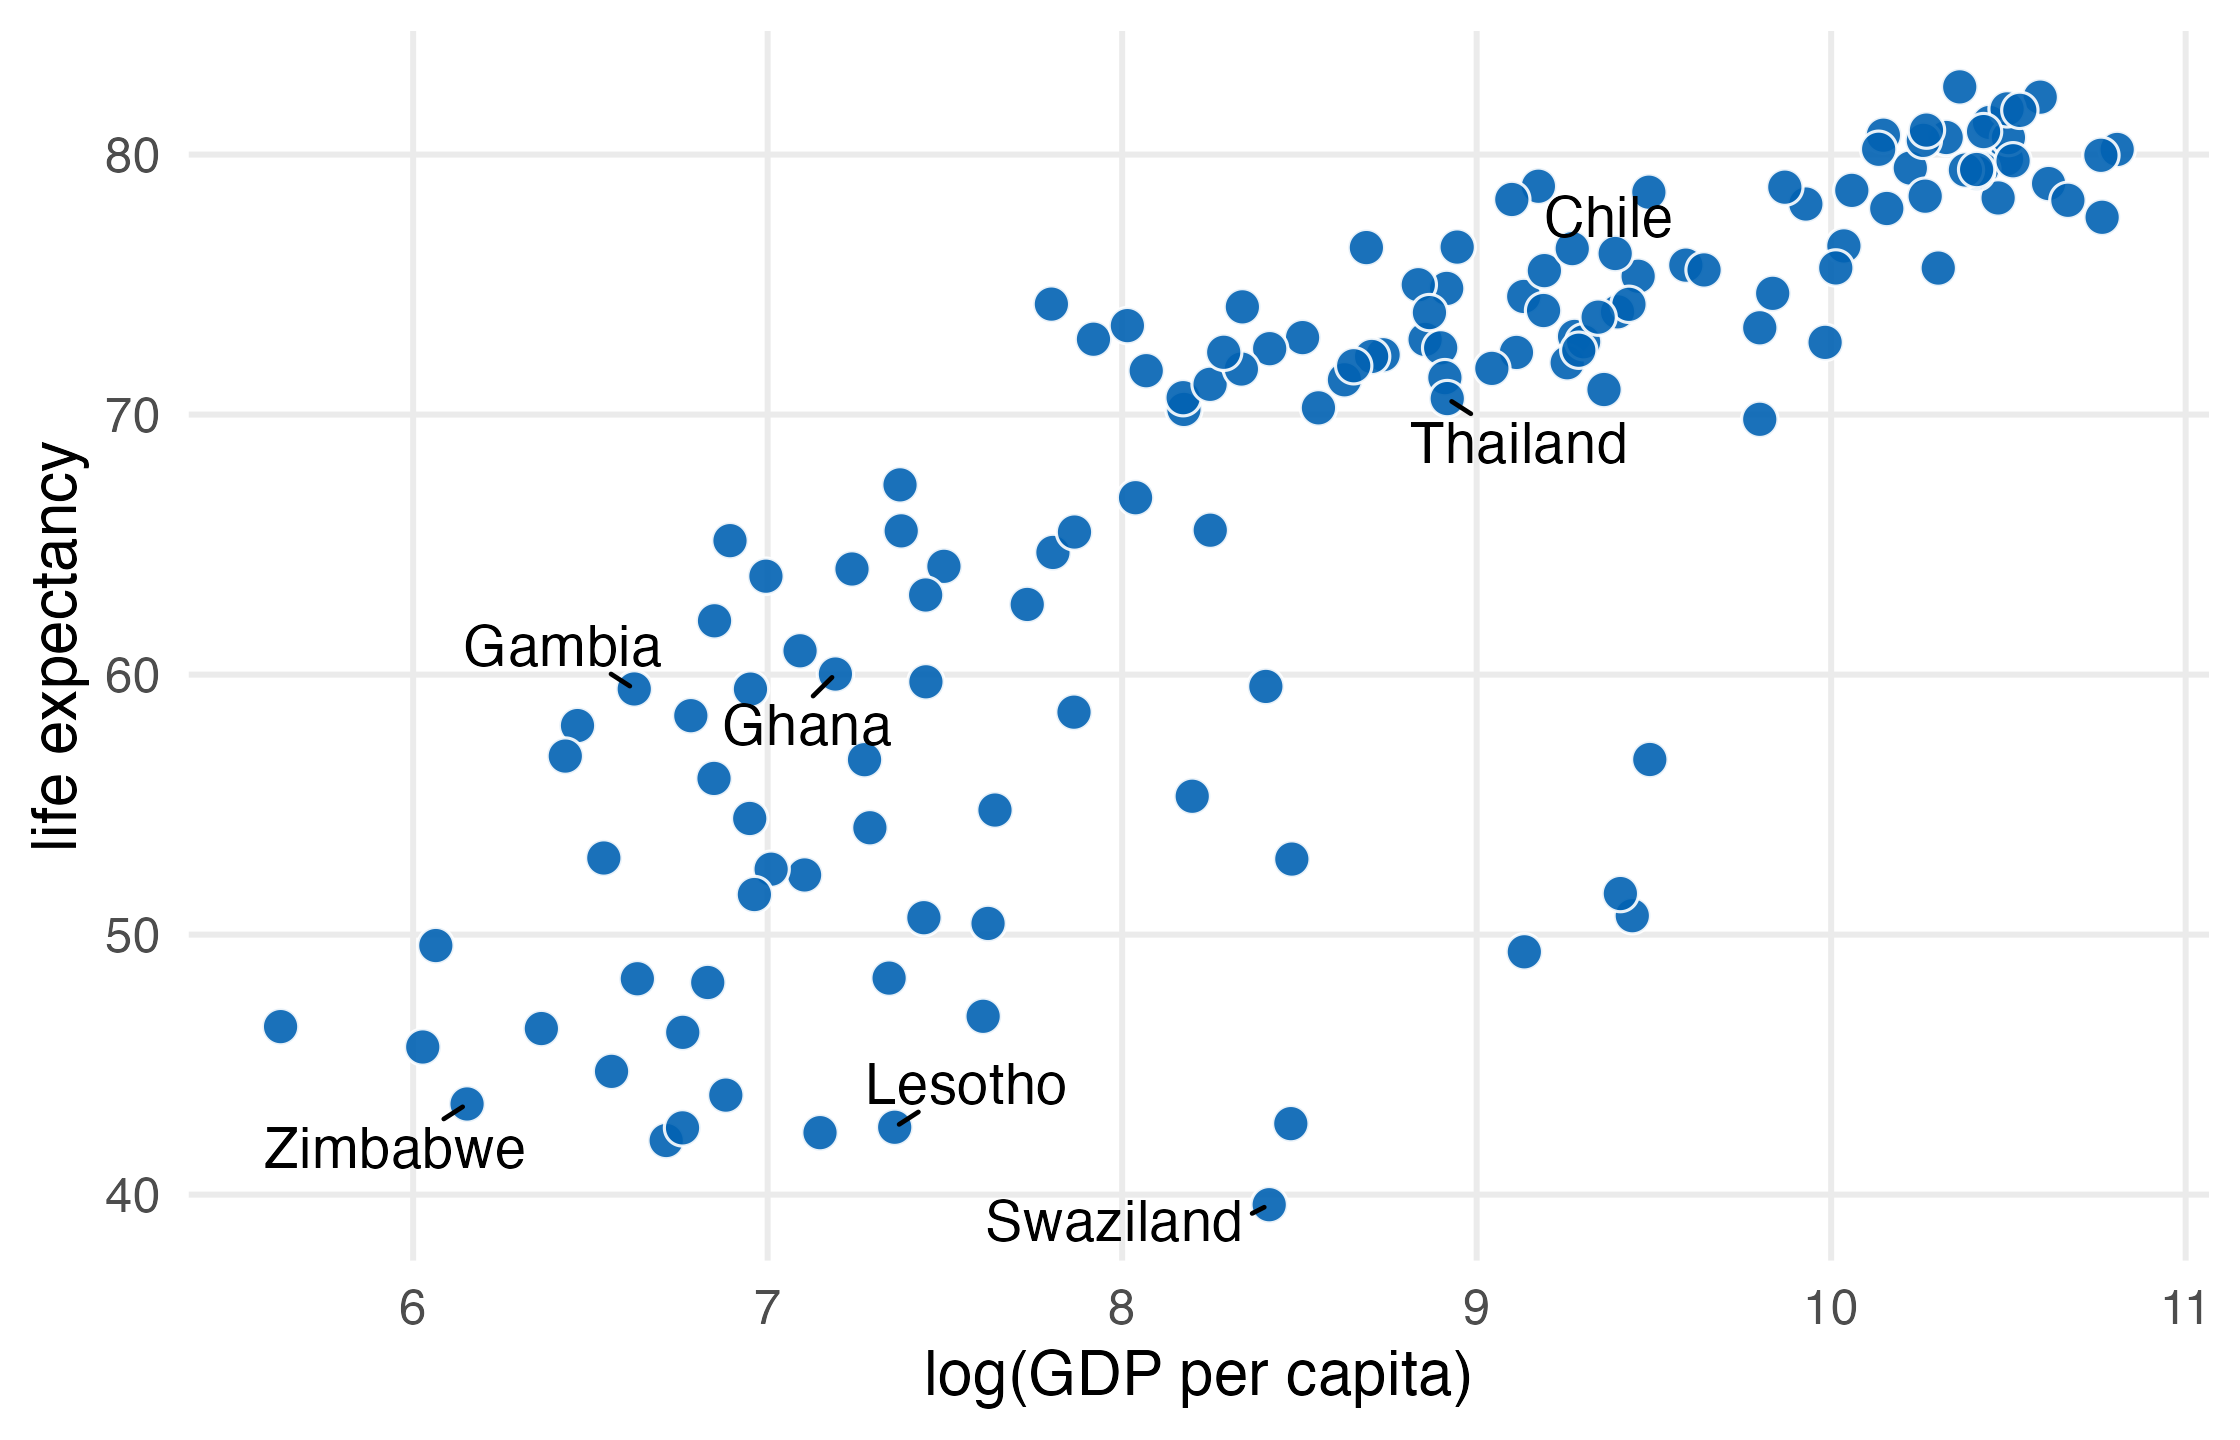 life expectancy
80
70
60
50
40
Chile
Thailand
Gambia
Ghana
Lesotho
Zimbabwe
Swaziland
6 7 8 9 10 11
log(GDP per capita)